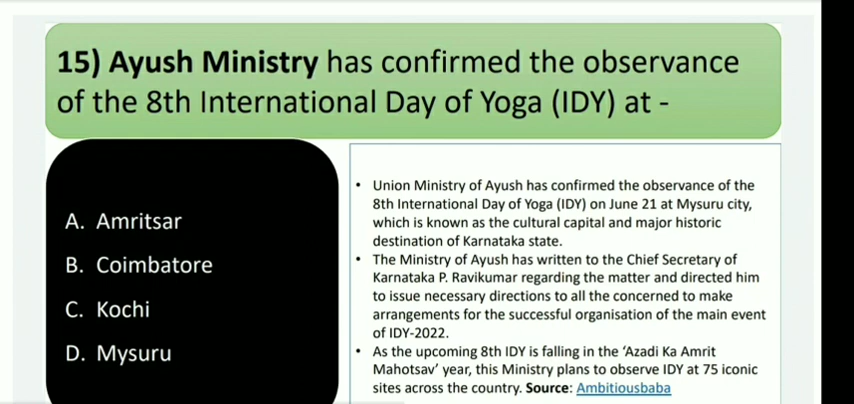 15) Ayush Ministry has confirmed the observance
of the 8th International Day of Yoga (IDY) at -
A. Amritsar
B. Coimbatore
C. Kochi
D. Mysuru
• Union Ministry of Ayush has confirmed the observance of the
8th International Day of Yoga (IDY) on June 21 at Mysuru city,
which is known as the cultural capital and major historic
destination of Karnataka state.
• The Ministry of Ayush has written to the Chief Secretary of
Karnataka P. Ravikumar regarding the matter and directed him
to issue necessary directions to all the concerned to make
arrangements for the successful organisation of the main event
of IDY-2022.
• As the upcoming 8th IDY is falling in the ‘Azadi Ka Amrit
Mahotsav’ year, this Ministry plans to observe IDY at 75 iconic
sites across the country. Source: Ambitiousbaba